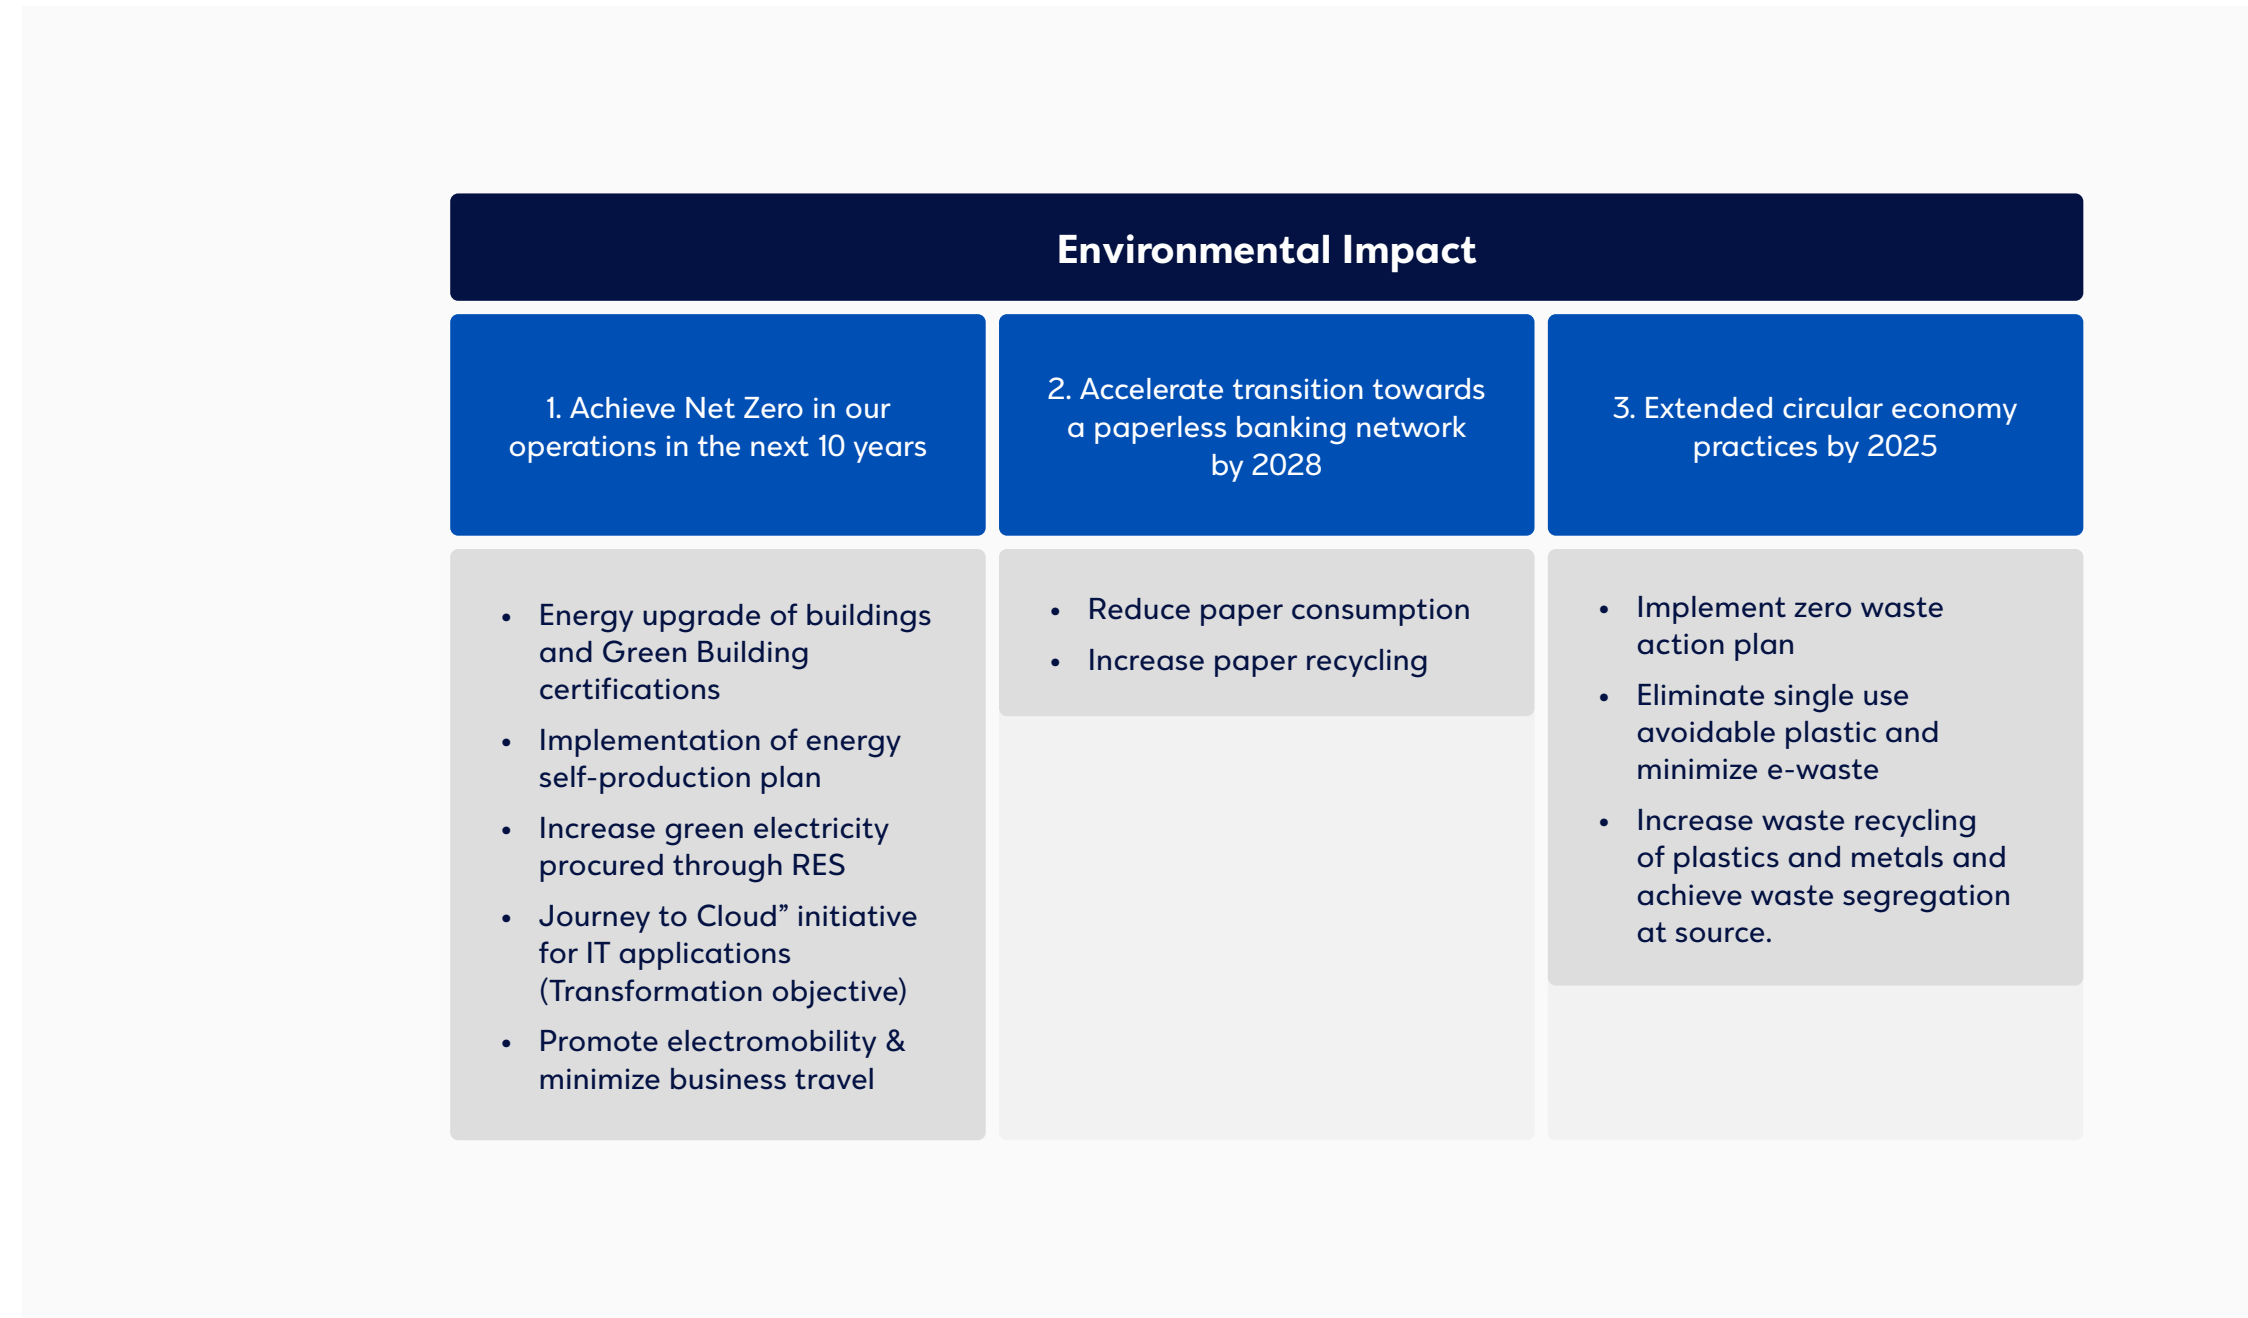 Environmental Impact
1. Achieve Net Zero in our
operations in the next 10 years
2. Accelerate transition towards
a paperless banking network
by 2028
3. Extended circular economy
practices by 2025
• Energy upgrade of buildings
and Green Building
certifications
• Implementation of energy
self-production plan
• Increase green electricity
procured through RES
• Journey to Cloud” initiative
for IT applications
(Transformation objective)
• Promote electromobility &
minimize business travel
• Reduce paper consumption
• Increase paper recycling
• Implement zero waste
action plan
• Eliminate single use
avoidable plastic and
minimize e-waste
• Increase waste recycling
of plastics and metals and
achieve waste segregation
at source.